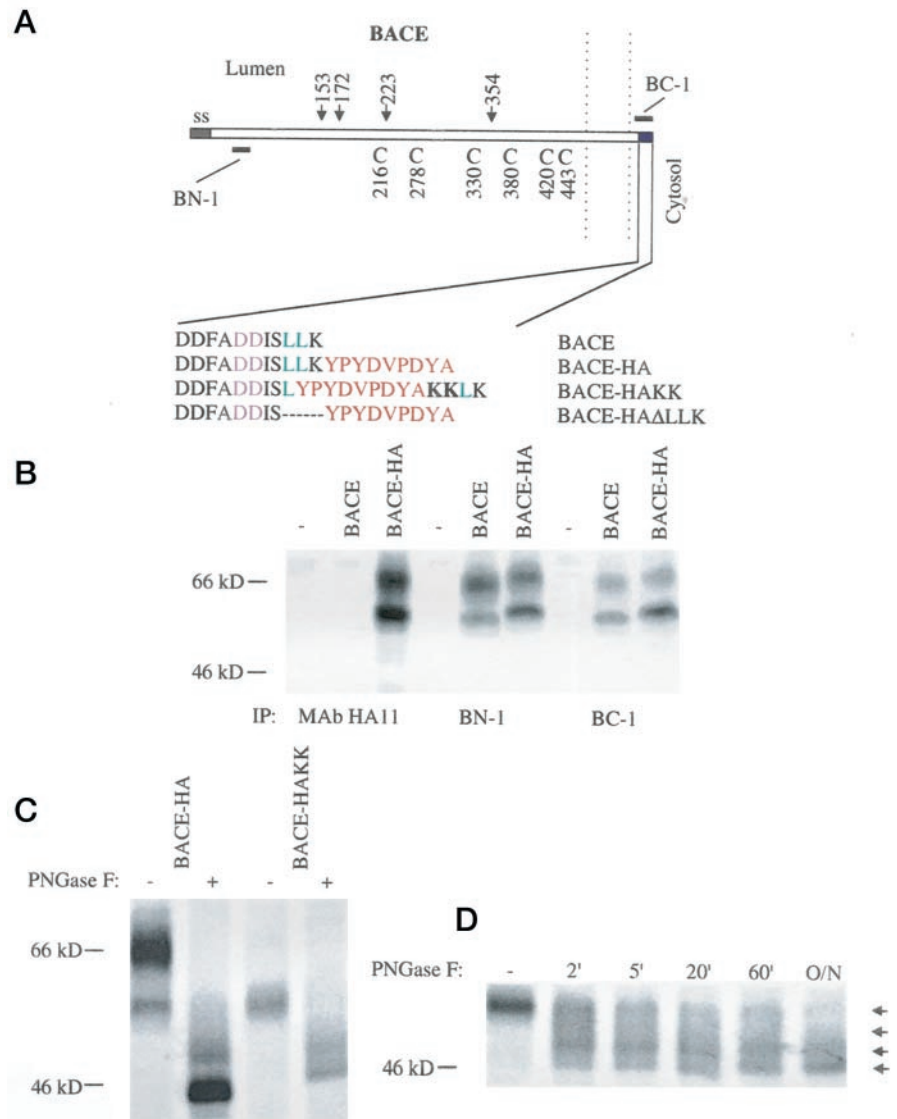 A
BACE
Lumen
153
172
223
354
BC-1
ss
C C C C C C
216 278 330 380 420 443
BN-1
Cytosol
DDFADDISLLK BACE
DDFADDISLLKYPYDVPDYA BACE-HA
DDFADDISLYPYDVPDYAKKLK BACE-HAKK
DDFADDIS------YPYDVPDYA BACE-HAΔLLK
B
- BACE BACE-HA - BACE BACE-HA - BACE BACE-HA
66 kD
46 kD
IP: MAb HA11 BN-1 BC-1
C
BACE-HA BACE-HAKK
PNGase F: - + - +
66 kD
46 kD
D
PNGase F: - 2' 5' 20' 60' O/N
46 kD